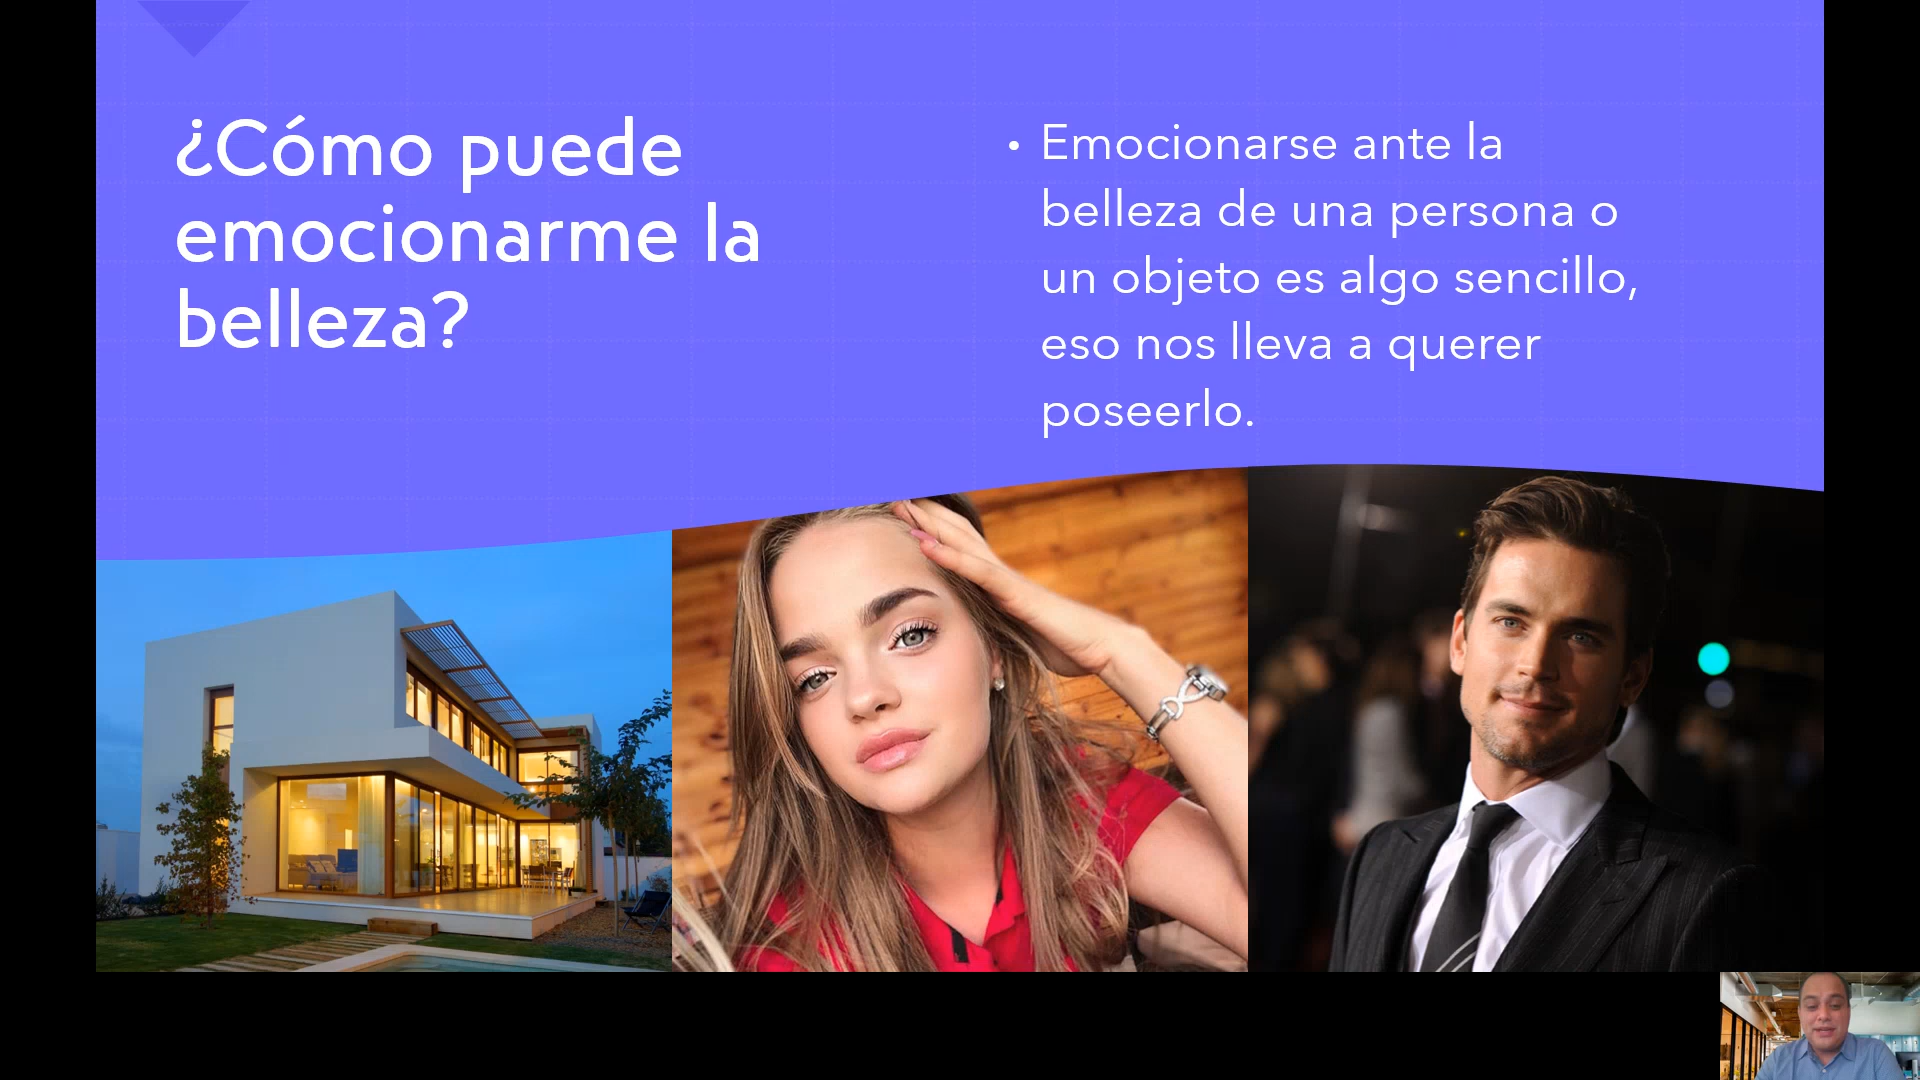 ¿Cómo puede
emocionarme la
belleza?
• Emocionarse ante la
belleza de una persona o
un objeto es algo sencillo,
eso nos lleva a querer
poseerlo.